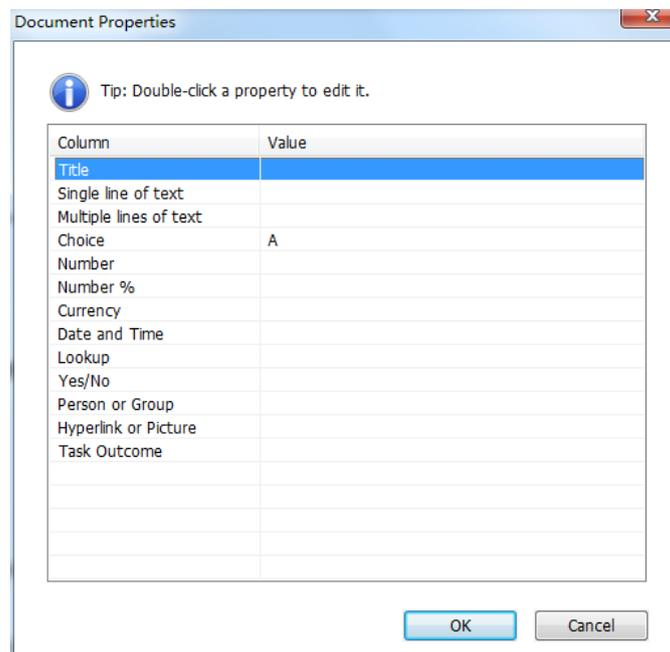 Document Properties
Tip: Double-click a property to edit it.
Column Value
Title
Single line of text
Multiple lines of text
Choice A
Number
Number %
Currency
Date and Time
Lookup
Yes/No
Person or Group
Hyperlink or Picture
Task Outcome
OK Cancel